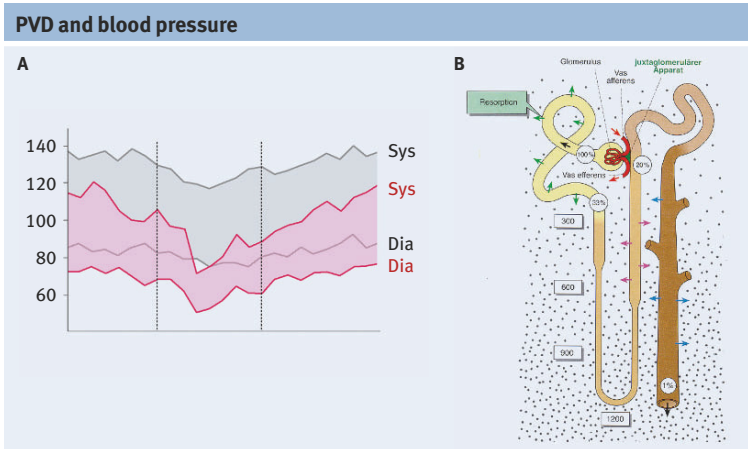 PVD and blood pressure
A
140
120
100
80
60
Sys
Sys
Dia
Dia
B
Glomerulus
Vas
afferens
juxtaglomerulärer
Apparat
Resorption
100%
20%
Vas efferens
33%
300
600
900
1%
1200